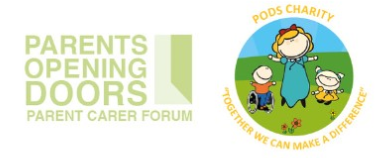 PARENTS
OPENING
DOORS
PARENT CARER FORUM
PODS CHARITY
"TOGETHER WE CAN MAKE A DIFFERENCE"